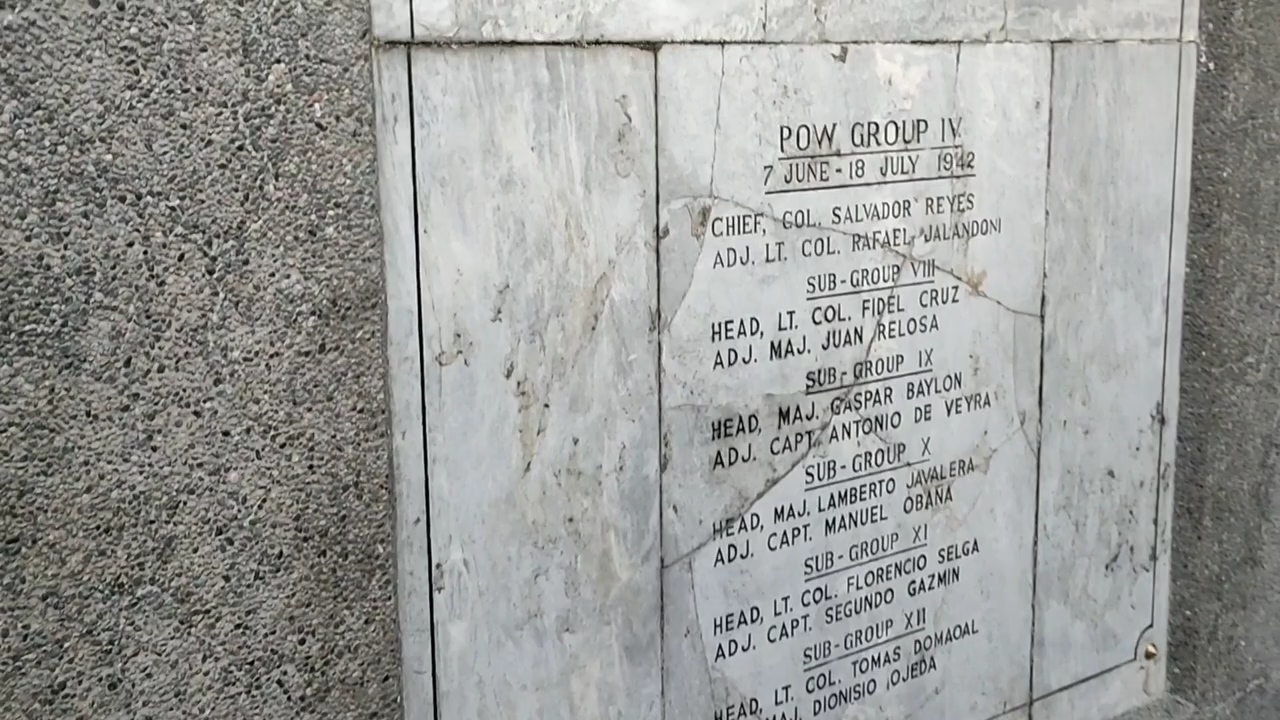 POW GROUP IV
7 JUNE - 18 JULY 1942
CHIEF, COL. SALVADOR REYES
ADJ. LT. COL. RAFAEL JALANDONI
SUB-GROUP VIII
HEAD, LT. COL. FIDEL CRUZ
ADJ. MAJ. JUAN RELOSA
SUB-GROUP IX
HEAD, MAJ. GASPAR BAYLON
ADJ. CAPT. ANTONIO DE VEYRA
SUB-GROUP X
HEAD, MAJ. LAMBERTO JAVALERA
ADJ. CAPT. MANUEL OBAÑA
SUB-GROUP XI
HEAD, LT. COL. FLORENCIO SELGA
ADJ. CAPT. SEGUNDO GAZMIN
SUB-GROUP XII
HEAD, LT. COL. TOMAS DOMAOAL
MAJ. DIONISIO OJEDA